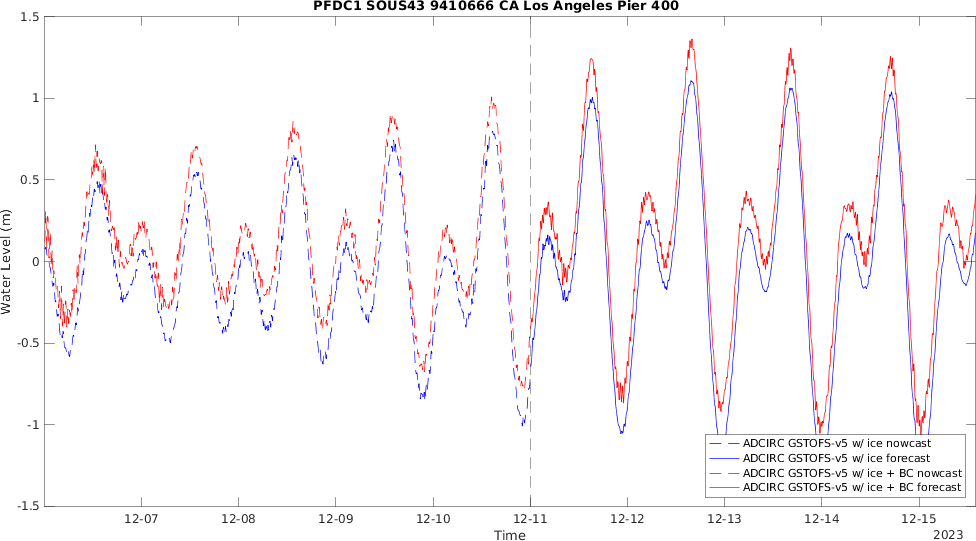 PFDC1 SOUS43 9410666 CA Los Angeles Pier 400
1.5
1
0.5
0
-0.5
-1
-1.5
Water Level (m)
12-07
12-08
12-09
12-10
12-11
12-12
12-13
12-14
12-15
Time
2023
ADCIRC GSTOFS-v5 w/ ice nowcast
ADCIRC GSTOFS-v5 w/ ice forecast
ADCIRC GSTOFS-v5 w/ ice + BC nowcast
ADCIRC GSTOFS-v5 w/ ice + BC forecast